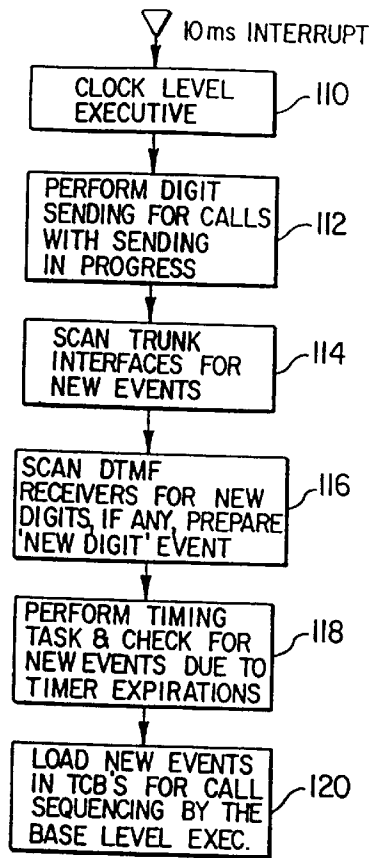 10ms INTERRUPT
CLOCK LEVEL
EXECUTIVE
110
PERFORM DIGIT
SENDING FOR CALLS
WITH SENDING
IN PROGRESS
112
SCAN TRUNK
INTERFACES FOR
NEW EVENTS
114
SCAN DTMF
RECEIVERS FOR NEW
DIGITS, IF ANY, PREPARE
'NEW DIGIT' EVENT
116
PERFORM TIMING
TASK & CHECK FOR
NEW EVENTS DUE TO
TIMER EXPIRATIONS
118
LOAD NEW EVENTS
IN TCB'S FOR CALL
SEQUENCING BY THE
BASE LEVEL EXEC.
120